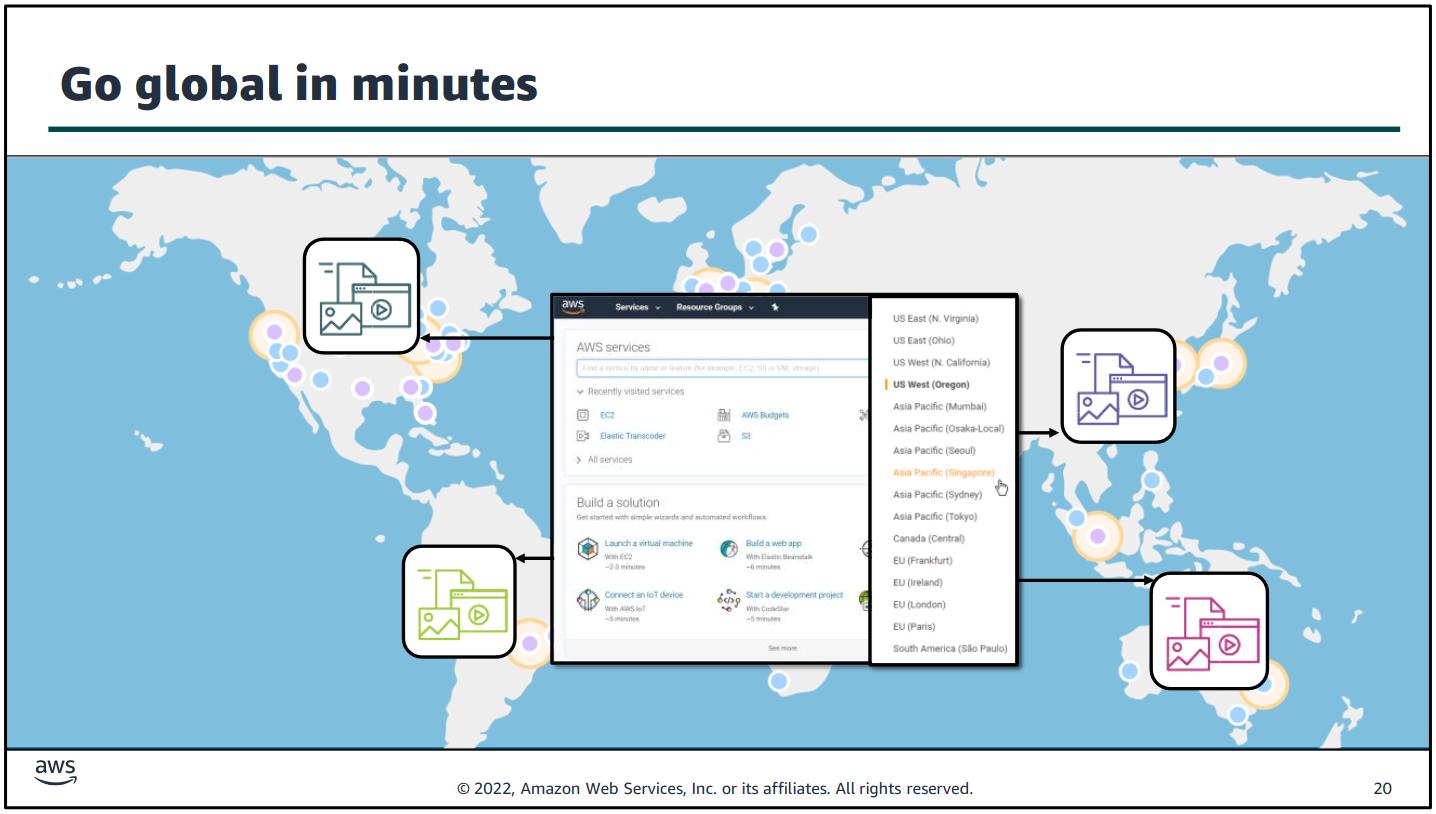 Go global in minutes
aws
Services
Resource Groups
AWS services
Find a service by name or feature (for example, EC2, S3 or VM, storage).
Recently visited services
EC2
AWS Budgets
Elastic Transcoder
S3
All services
Build a solution
Get started with simple wizards and automated workflows.
Launch a virtual machine
With EC2
~2-3 minutes
Build a web app
With Elastic Beanstalk
~6 minutes
Connect an IoT device
With AWS IoT
~5 minutes
Start a development project
With CodeStar
~5 minutes
See more
US East (N. Virginia)
US East (Ohio)
US West (N. California)
US West (Oregon)
Asia Pacific (Mumbai)
Asia Pacific (Osaka-Local)
Asia Pacific (Seoul)
Asia Pacific (Singapore)
Asia Pacific (Sydney)
Asia Pacific (Tokyo)
Canada (Central)
EU (Frankfurt)
EU (Ireland)
EU (London)
EU (Paris)
South America (São Paulo)
aws
© 2022, Amazon Web Services, Inc. or its affiliates. All rights reserved.
20